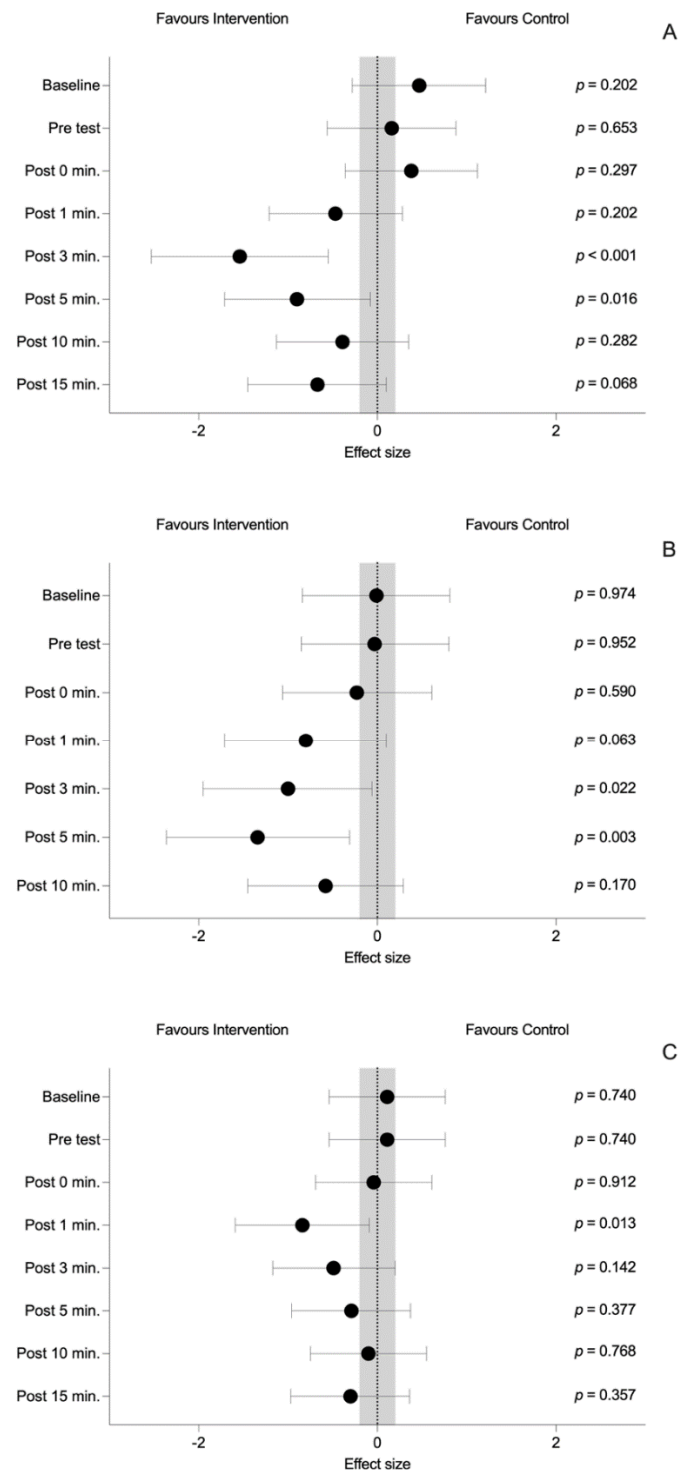 Favours Intervention Favours Control
A
Baseline p = 0.202
Pre test p = 0.653
Post 0 min. p = 0.297
Post 1 min. p = 0.202
Post 3 min. p < 0.001
Post 5 min. p = 0.016
Post 10 min. p = 0.282
Post 15 min. p = 0.068
-2 0 2
Effect size
Favours Intervention Favours Control
B
Baseline p = 0.974
Pre test p = 0.952
Post 0 min. p = 0.590
Post 1 min. p = 0.063
Post 3 min. p = 0.022
Post 5 min. p = 0.003
Post 10 min. p = 0.170
-2 0 2
Effect size
Favours Intervention Favours Control
C
Baseline p = 0.740
Pre test p = 0.740
Post 0 min. p = 0.912
Post 1 min. p = 0.013
Post 3 min. p = 0.142
Post 5 min. p = 0.377
Post 10 min. p = 0.768
Post 15 min. p = 0.357
-2 0 2
Effect size